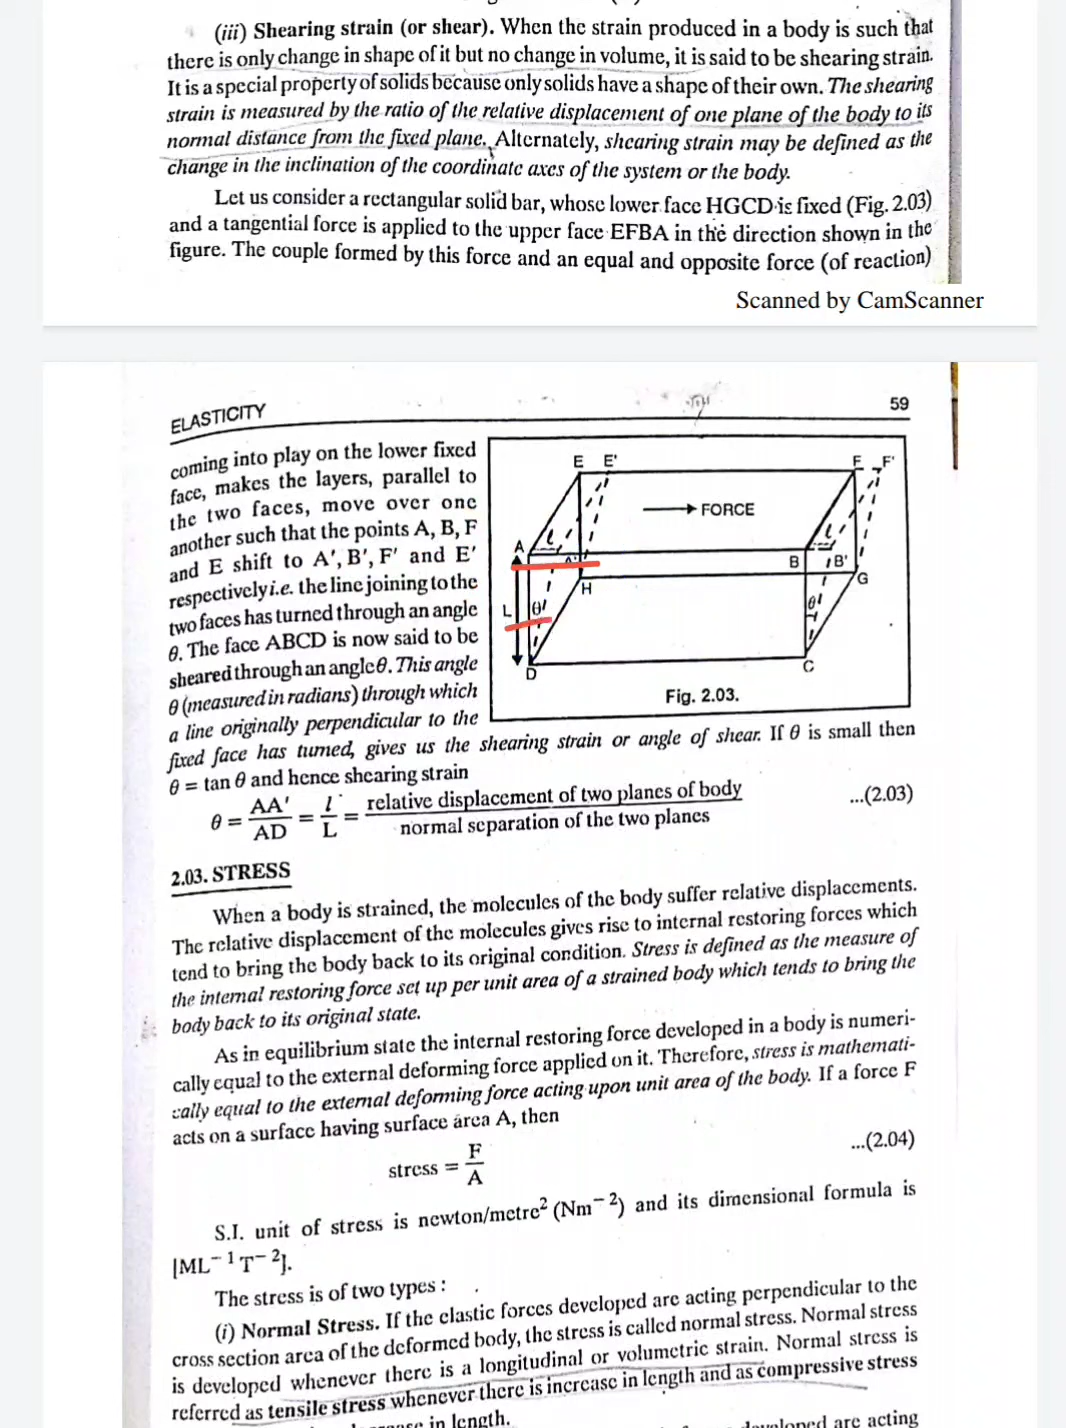 (iii) Shearing strain (or shear). When the strain produced in a body is such that
there is only change in shape of it but no change in volume, it is said to be shearing strain.
It is a special property of solids because only solids have a shape of their own. The shearing
strain is measured by the ratio of the relative displacement of one plane of the body to its
normal distance from the fixed plane. Alternately, shearing strain may be defined as the
change in the inclination of the coordinate axes of the system or the body.
Let us consider a rectangular solid bar, whose lower face HGCD is fixed (Fig. 2.03)
and a tangential force is applied to the upper face EFBA in the direction shown in the
figure. The couple formed by this force and an equal and opposite force (of reaction)
Scanned by CamScanner
ELASTICITY 59
coming into play on the lower fixed
face, makes the layers, parallel to
the two faces, move over one
another such that the points A, B, F
and E shift to A', B', F' and E'
respectively i.e. the line joining to the
two faces has turned through an angle
θ. The face ABCD is now said to be
sheared through an angle θ. This angle
θ (measured in radians) through which
a line originally perpendicular to the
fixed face has turned, gives us the shearing strain or angle of shear. If θ is small then
θ = tan θ and hence shearing strain
E E' F F'
FORCE
A l A' B l B'
H G
L θ θ
D C
Fig. 2.03.
θ = AA'/AD = l/L = relative displacement of two planes of body/normal separation of the two planes ...(2.03)
2.03. STRESS
When a body is strained, the molecules of the body suffer relative displacements.
The relative displacement of the molecules gives rise to internal restoring forces which
tend to bring the body back to its original condition. Stress is defined as the measure of
the internal restoring force set up per unit area of a strained body which tends to bring the
body back to its original state.
As in equilibrium state the internal restoring force developed in a body is numeri-
cally equal to the external deforming force applied on it. Therefore, stress is mathemati-
cally equal to the external deforming force acting upon unit area of the body. If a force F
acts on a surface having surface area A, then
stress = F/A ...(2.04)
S.I. unit of stress is newton/metre² (Nm⁻²) and its dimensional formula is
[ML⁻¹T⁻²].
The stress is of two types :
(i) Normal Stress. If the elastic forces developed are acting perpendicular to the
cross section area of the deformed body, the stress is called normal stress. Normal stress
is developed whenever there is a longitudinal or volumetric strain. Normal stress is
referred as tensile stress whenever there is increase in length and as compressive stress
in length.
are acting